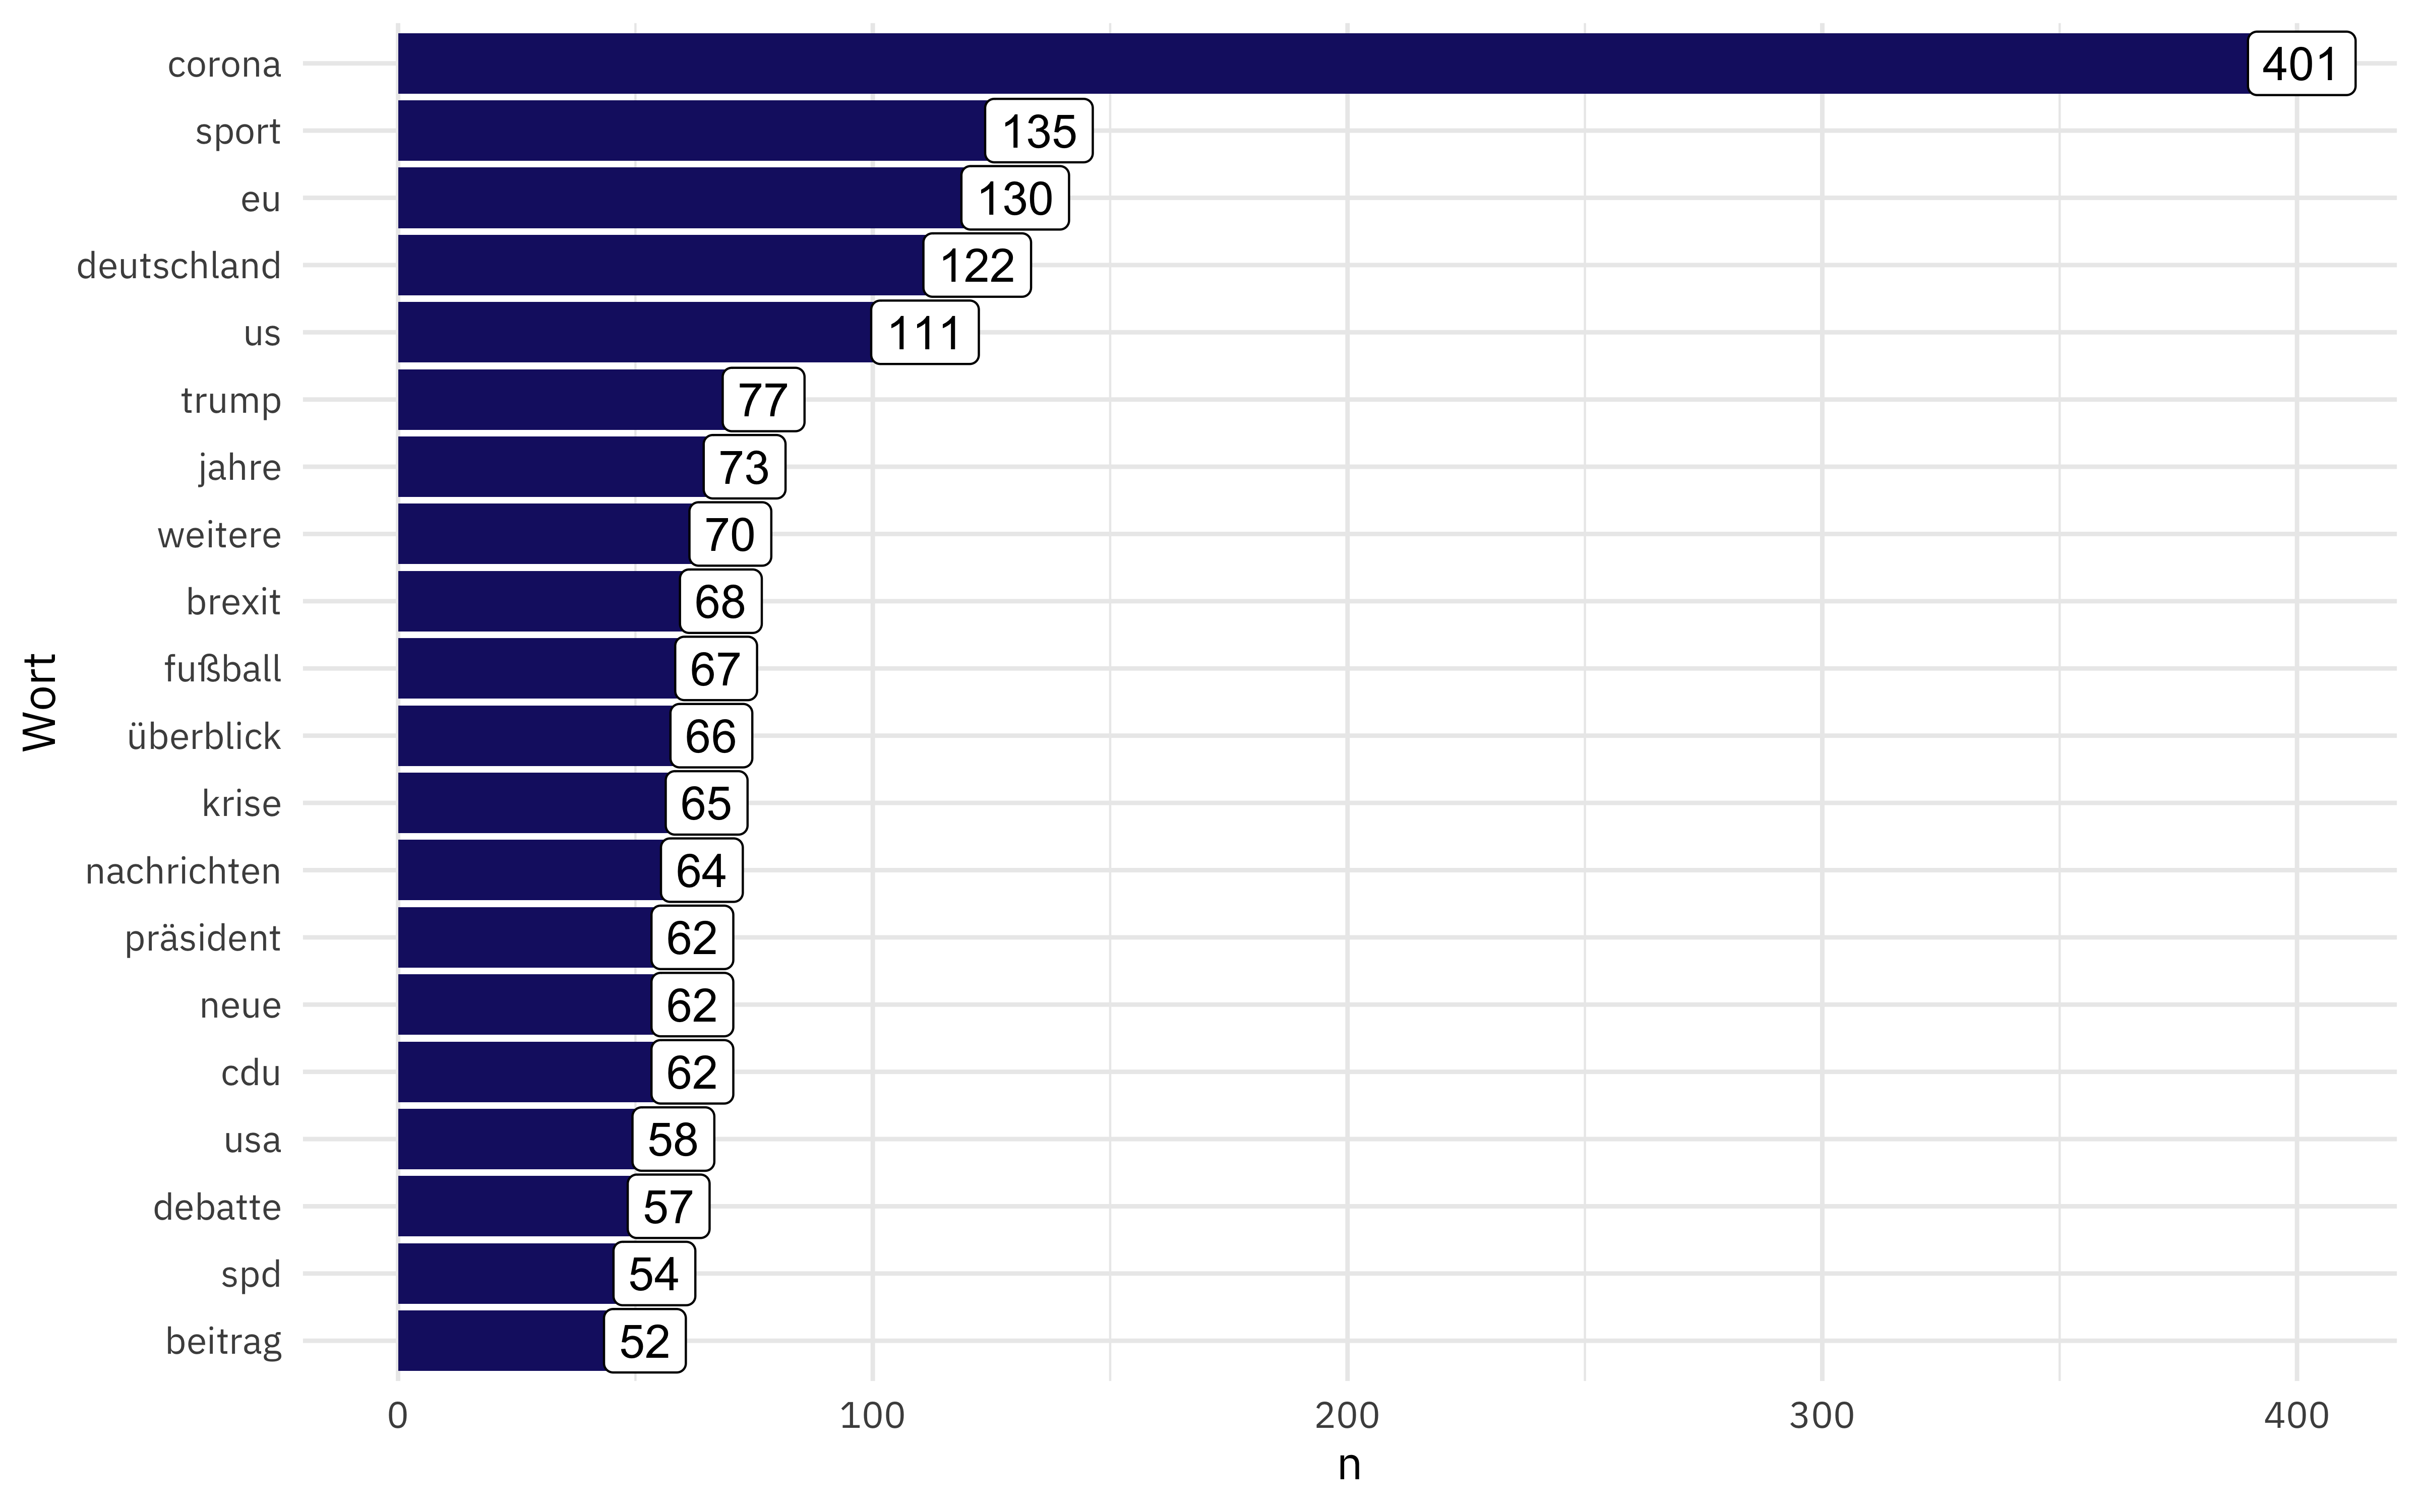 Wort
corona 401
sport 135
eu 130
deutschland 122
us 111
trump 77
jahre 73
weitere 70
brexit 68
fußball 67
überblick 66
krise 65
nachrichten 64
präsident 62
neue 62
cdu 62
usa 58
debatte 57
spd 54
beitrag 52
0 100 200 300 400
n